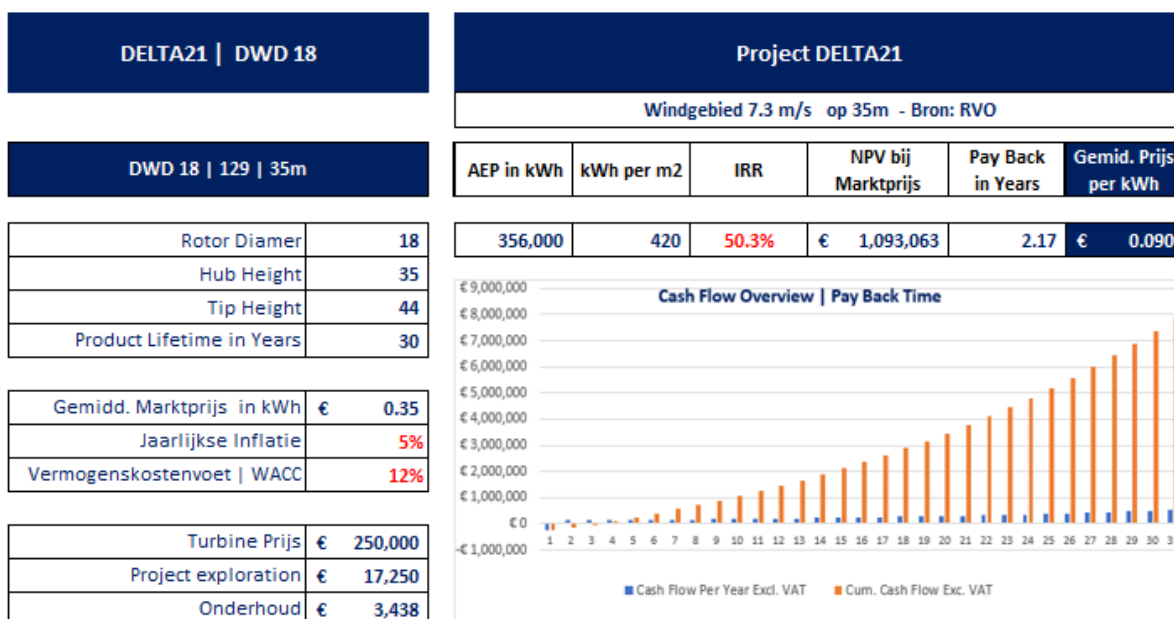 DELTA21 | DWD 18
Project DELTA21
Windgebied 7.3 m/s op 35m - Bron: RVO
DWD 18 | 129 | 35m
AEP in kWh
kWh per m2
IRR
NPV bij
Marktprijs
Pay Back
in Years
Gemid. Prijs
per kWh
356,000
420
50.3%
€ 1,093,063
2.17
€ 0.090
Rotor Diamer 18
Hub Height 35
Tip Height 44
Product Lifetime in Years 30
Gemidd. Marktprijs in kWh € 0.35
Jaarlijkse Inflatie 5%
Vermogenskostenvoet | WACC 12%
Turbine Prijs € 250,000
Project exploration € 17,250
Onderhoud € 3,438
Cash Flow Overview | Pay Back Time
€ 9,000,000
€ 8,000,000
€ 7,000,000
€ 6,000,000
€ 5,000,000
€ 4,000,000
€ 3,000,000
€ 2,000,000
€ 1,000,000
€ 0
-€ 1,000,000
1 2 3 4 5 6 7 8 9 10 11 12 13 14 15 16 17 18 19 20 21 22 23 24 25 26 27 28 29 30
Cash Flow Per Year Excl. VAT
Cum. Cash Flow Exc. VAT